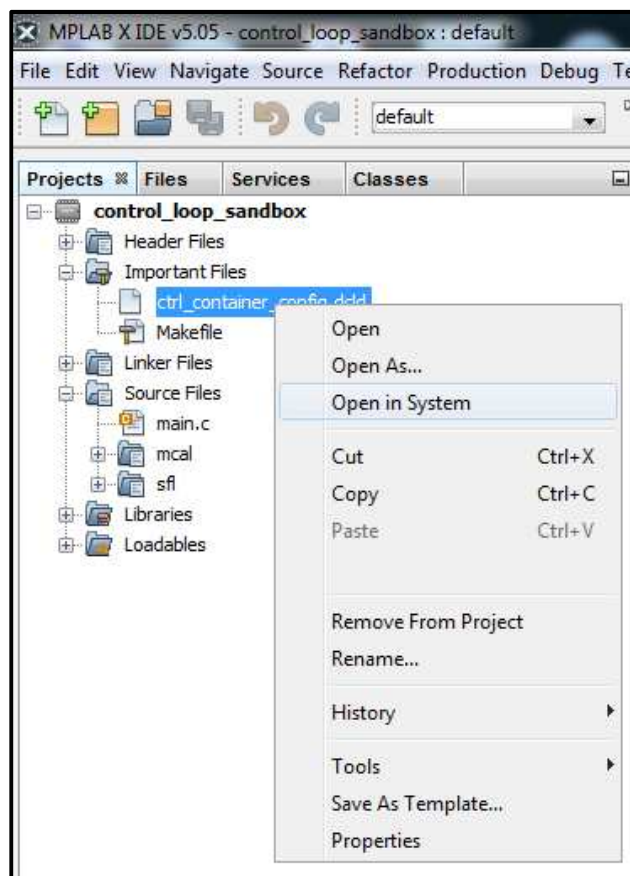 MPLAB X IDE v5.05 - control_loop_sandbox : default
File Edit View Navigate Source Refactor Production Debug
default
Projects Files Services Classes
control_loop_sandbox
Header Files
Important Files
ctrl_container_config.dcld
Makefile
Linker Files
Source Files
main.c
mcal
sfl
Libraries
Loadables
Open
Open As...
Open in System
Cut Ctrl+X
Copy Ctrl+C
Paste Ctrl+V
Remove From Project
Rename...
History
Tools
Save As Template...
Properties